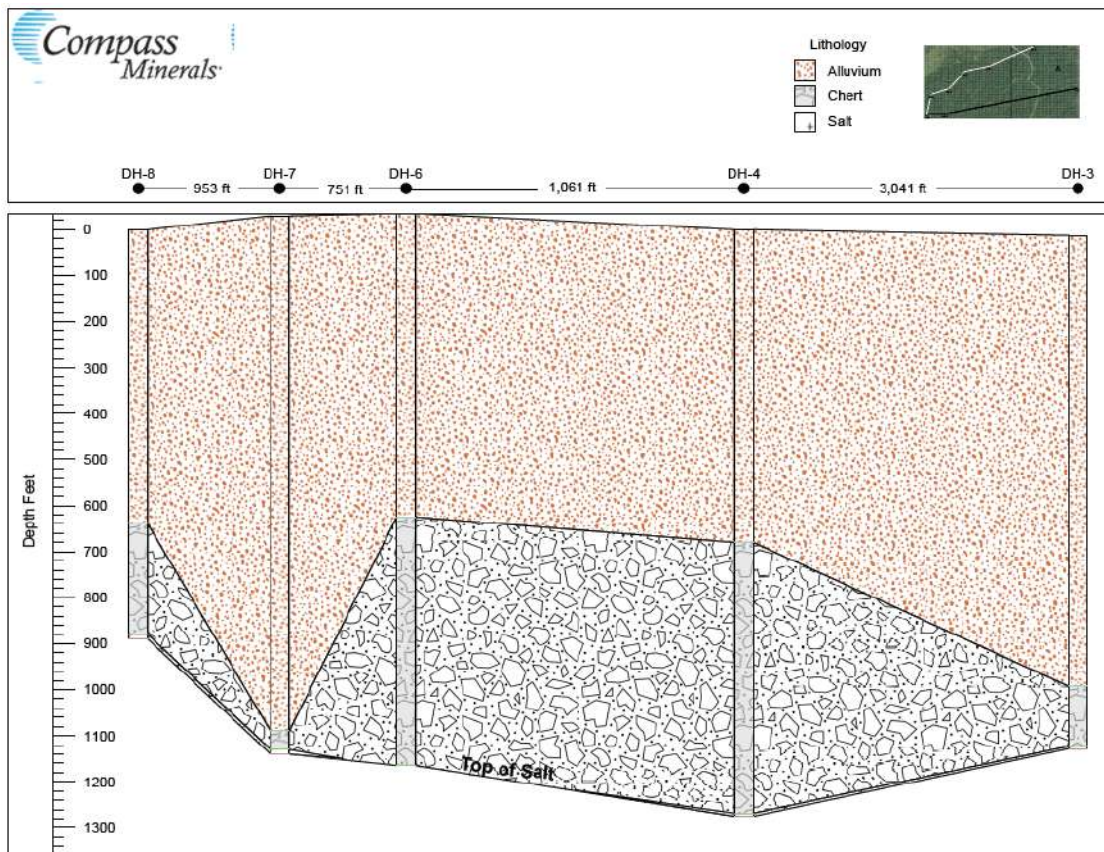 Compass
Minerals
Lithology
Alluvium
Chert
Salt
DH-8 953 ft DH-7 751 ft DH-6 1,061 ft DH-4 3,041 ft DH-3
0
100
200
300
400
500
600
700
800
900
1000
1100
1200
1300
Depth Feet
Top of Salt